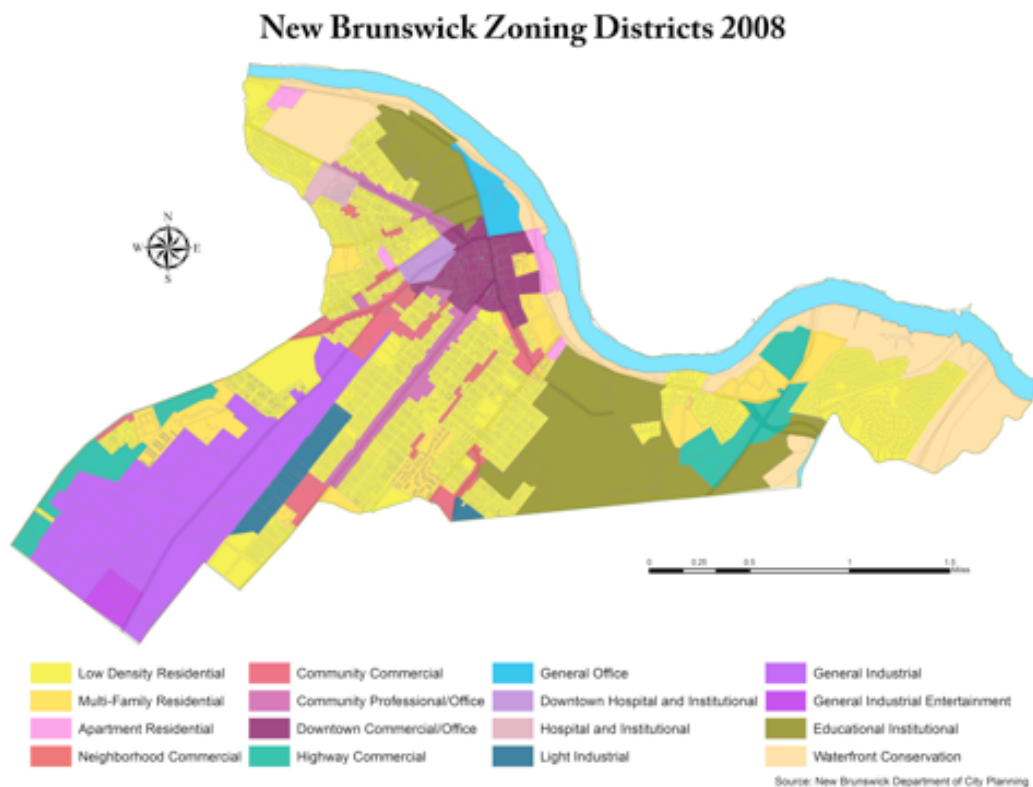 New Brunswick Zoning Districts 2008
N
W E
S
0 0.25 0.5 1 1.5
Miles
Low Density Residential
Multi-Family Residential
Apartment Residential
Neighborhood Commercial
Community Commercial
Community Professional/Office
Downtown Commercial/Office
Highway Commercial
General Office
Downtown Hospital and Institutional
Hospital and Institutional
Light Industrial
General Industrial
General Industrial Entertainment
Educational Institutional
Waterfront Conservation
Source: New Brunswick Department of City Planning